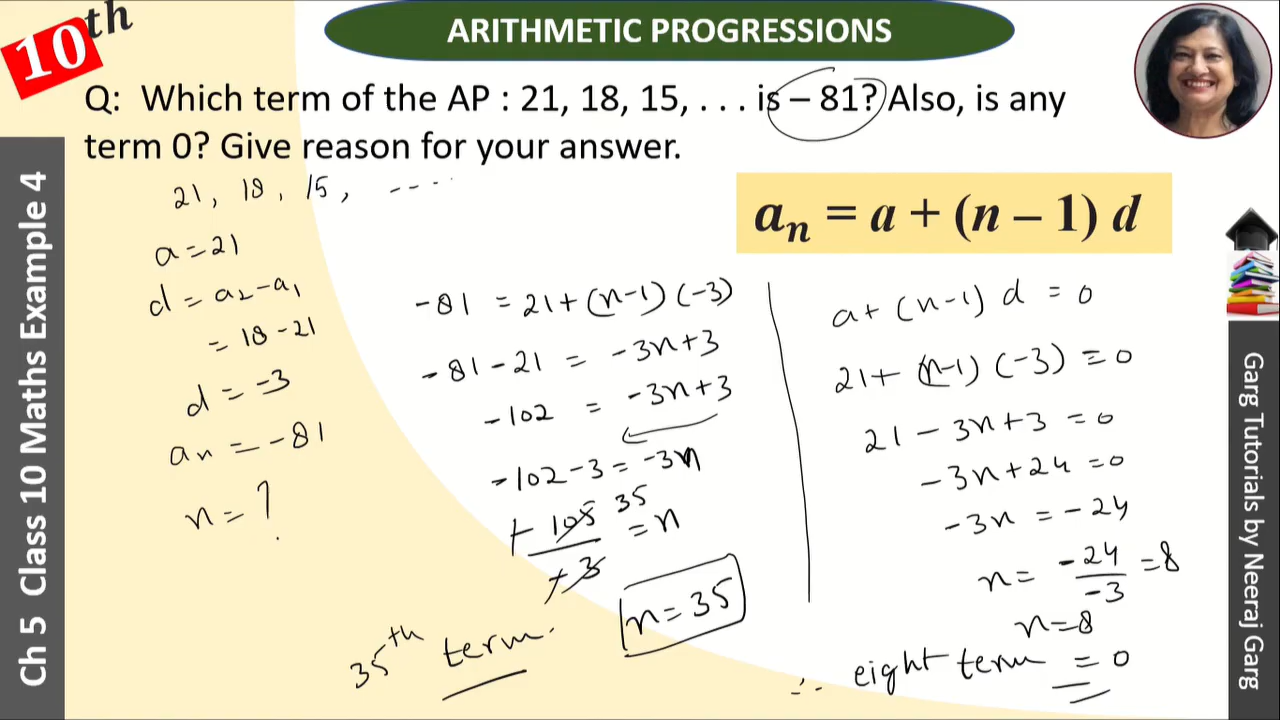 10th
ARITHMETIC PROGRESSIONS
Q: Which term of the AP : 21, 18, 15, . . . is – 81? Also, is any
term 0? Give reason for your answer.
aₙ = a + (n – 1) d
21, 18, 15, ----
a = 21
d = a₂ - a₁
= 18 - 21
d = -3
aₙ = -81
n = ?
-81 = 21 + (n-1) (-3)
-81 - 21 = -3n + 3
-102 = -3n + 3
-102 - 3 = -3n
35
+ 105 / + 3 = n
n = 35
35th term.
a + (n-1) d = 0
21 + (n-1) (-3) = 0
21 - 3n + 3 = 0
-3n + 24 = 0
-3n = -24
n = -24 / -3 = 8
n = 8
∴ eight term = 0
Ch 5 Class 10 Maths Example 4
Garg Tutorials by Neeraj Garg